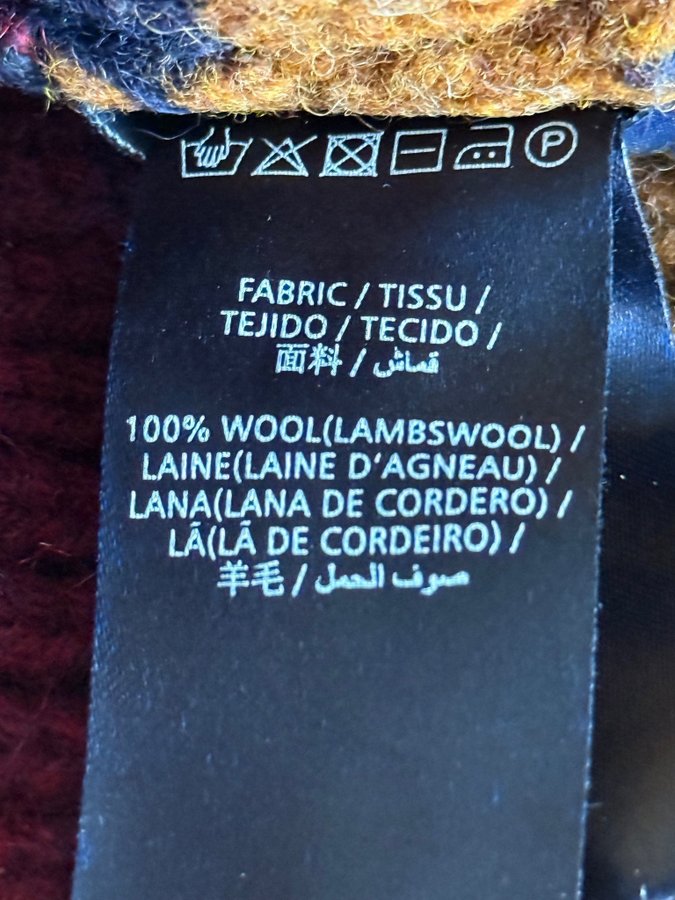 P
FABRIC / TISSU /
TEJIDO / TECIDO /
面料 / قماش
100% WOOL(LAMBSWOOL) /
LAINE(LAINE D'AGNEAU) /
LANA(LANA DE CORDERO) /
LÃ(LÃ DE CORDEIRO) /
羊毛 / صوف الحمل